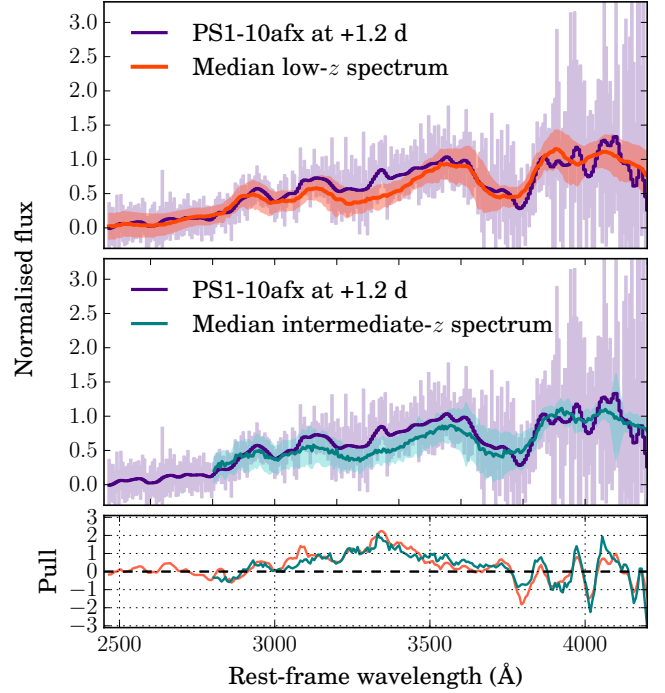 3.0
2.5
2.0
1.5
1.0
0.5
0.0
PS1-10afx at +1.2 d
Median low-z spectrum
Normalised flux
3.0
2.5
2.0
1.5
1.0
0.5
0.0
PS1-10afx at +1.2 d
Median intermediate-z spectrum
Pull
3
2
1
0
−1
−2
−3
2500 3000 3500 4000
Rest-frame wavelength (Å)